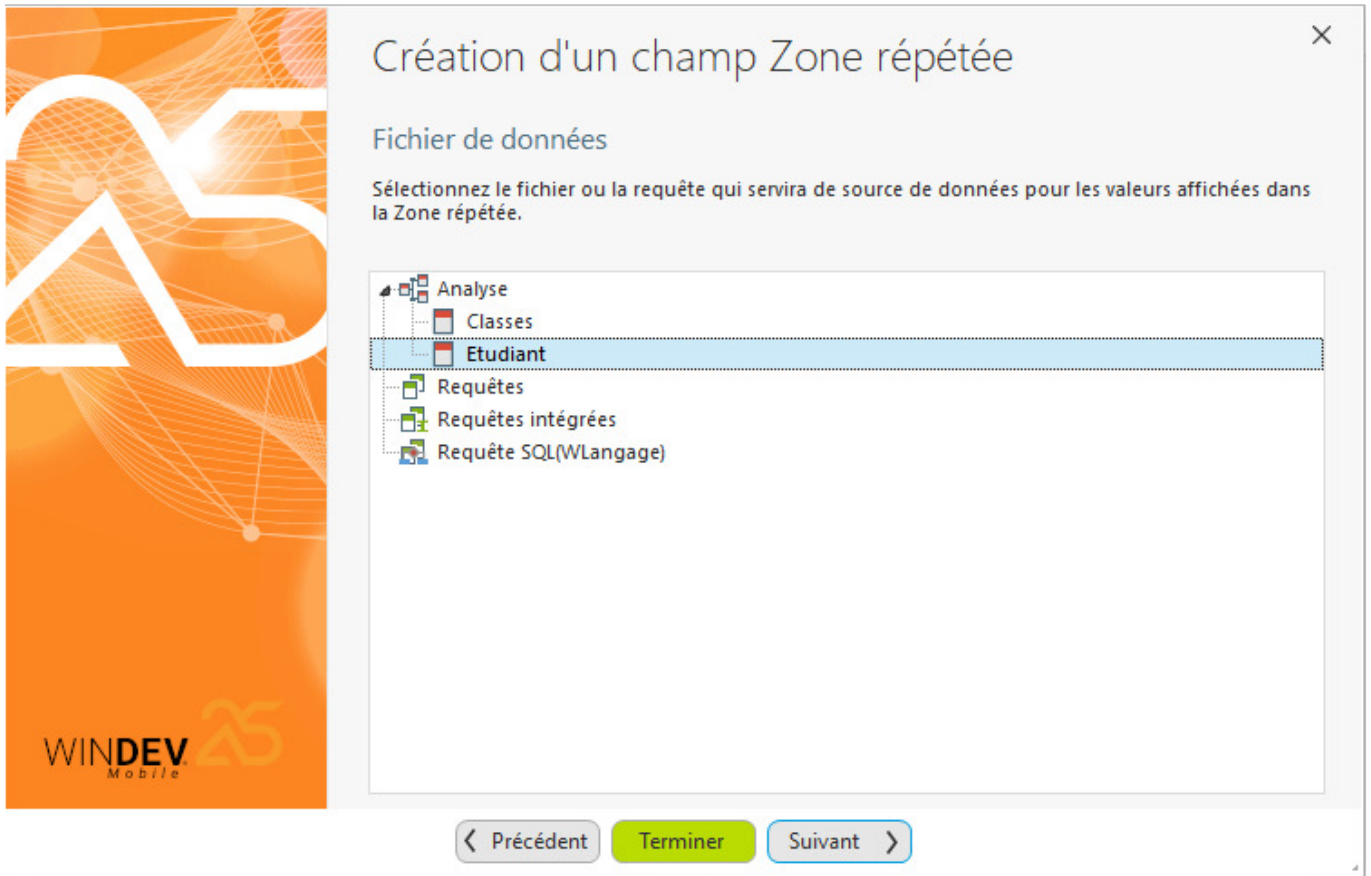 Création d'un champ Zone répétée
Fichier de données
Sélectionnez le fichier ou la requête qui servira de source de données pour les valeurs affichées dans
la Zone répétée.
Analyse
Classes
Etudiant
Requêtes
Requêtes intégrées
Requête SQL(WLangage)
WINDEV 25
Mobile
Précédent
Terminer
Suivant